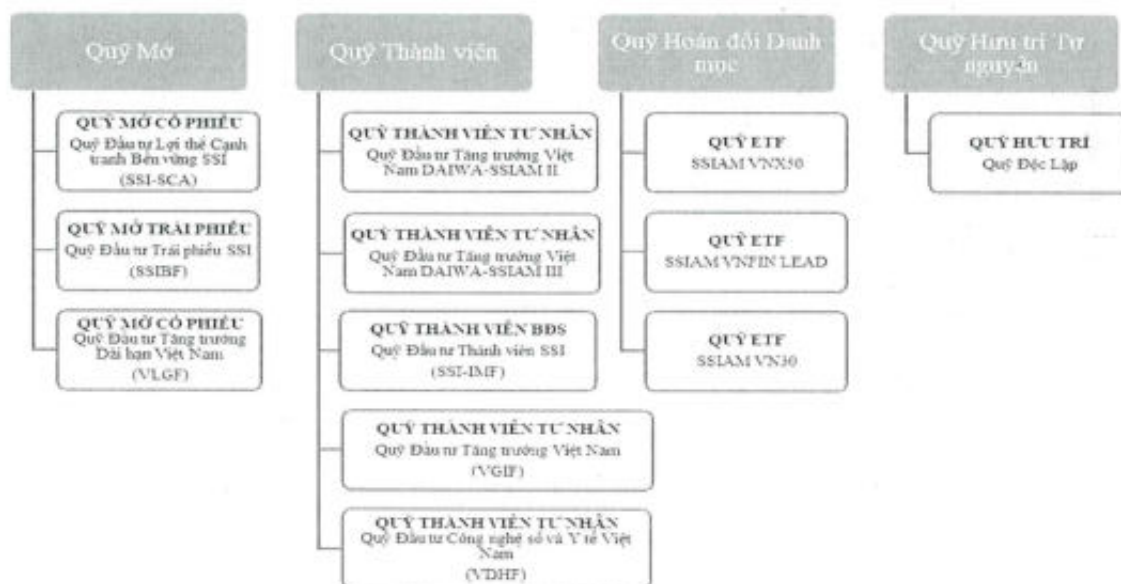 Quỹ Mở
QUỸ MỞ CỔ PHIẾU
Quỹ Đầu tư Lợi thế Cạnh
tranh Bền vững SSI
(SSI-SCA)
QUỸ MỞ TRÁI PHIẾU
Quỹ Đầu tư Trái phiếu SSI
(SSIBF)
QUỸ MỞ CỔ PHIẾU
Quỹ Đầu tư Tăng trưởng
Dài hạn Việt Nam
(VLGF)
Quỹ Thành viên
QUỸ THÀNH VIÊN TƯ NHÂN
Quỹ Đầu tư Tăng trưởng Việt
Nam DAIWA-SSIAM II
QUỸ THÀNH VIÊN TƯ NHÂN
Quỹ Đầu tư Tăng trưởng Việt
Nam DAIWA-SSIAM III
QUỸ THÀNH VIÊN BĐS
Quỹ Đầu tư Thành viên SSI
(SSI-IMF)
QUỸ THÀNH VIÊN TƯ NHÂN
Quỹ Đầu tư Tăng trưởng Việt Nam
(VGIF)
QUỸ THÀNH VIÊN TƯ NHÂN
Quỹ Đầu tư Công nghệ số và Y tế Việt
Nam
(VDHF)
Quỹ Hoán đổi Danh
mục
QUỸ ETF
SSIAM VNX50
QUỸ ETF
SSIAM VNFIN LEAD
QUỸ ETF
SSIAM VN30
Quỹ Hưu trí Tự
nguyện
QUỸ HƯU TRÍ
Quỹ Độc Lập